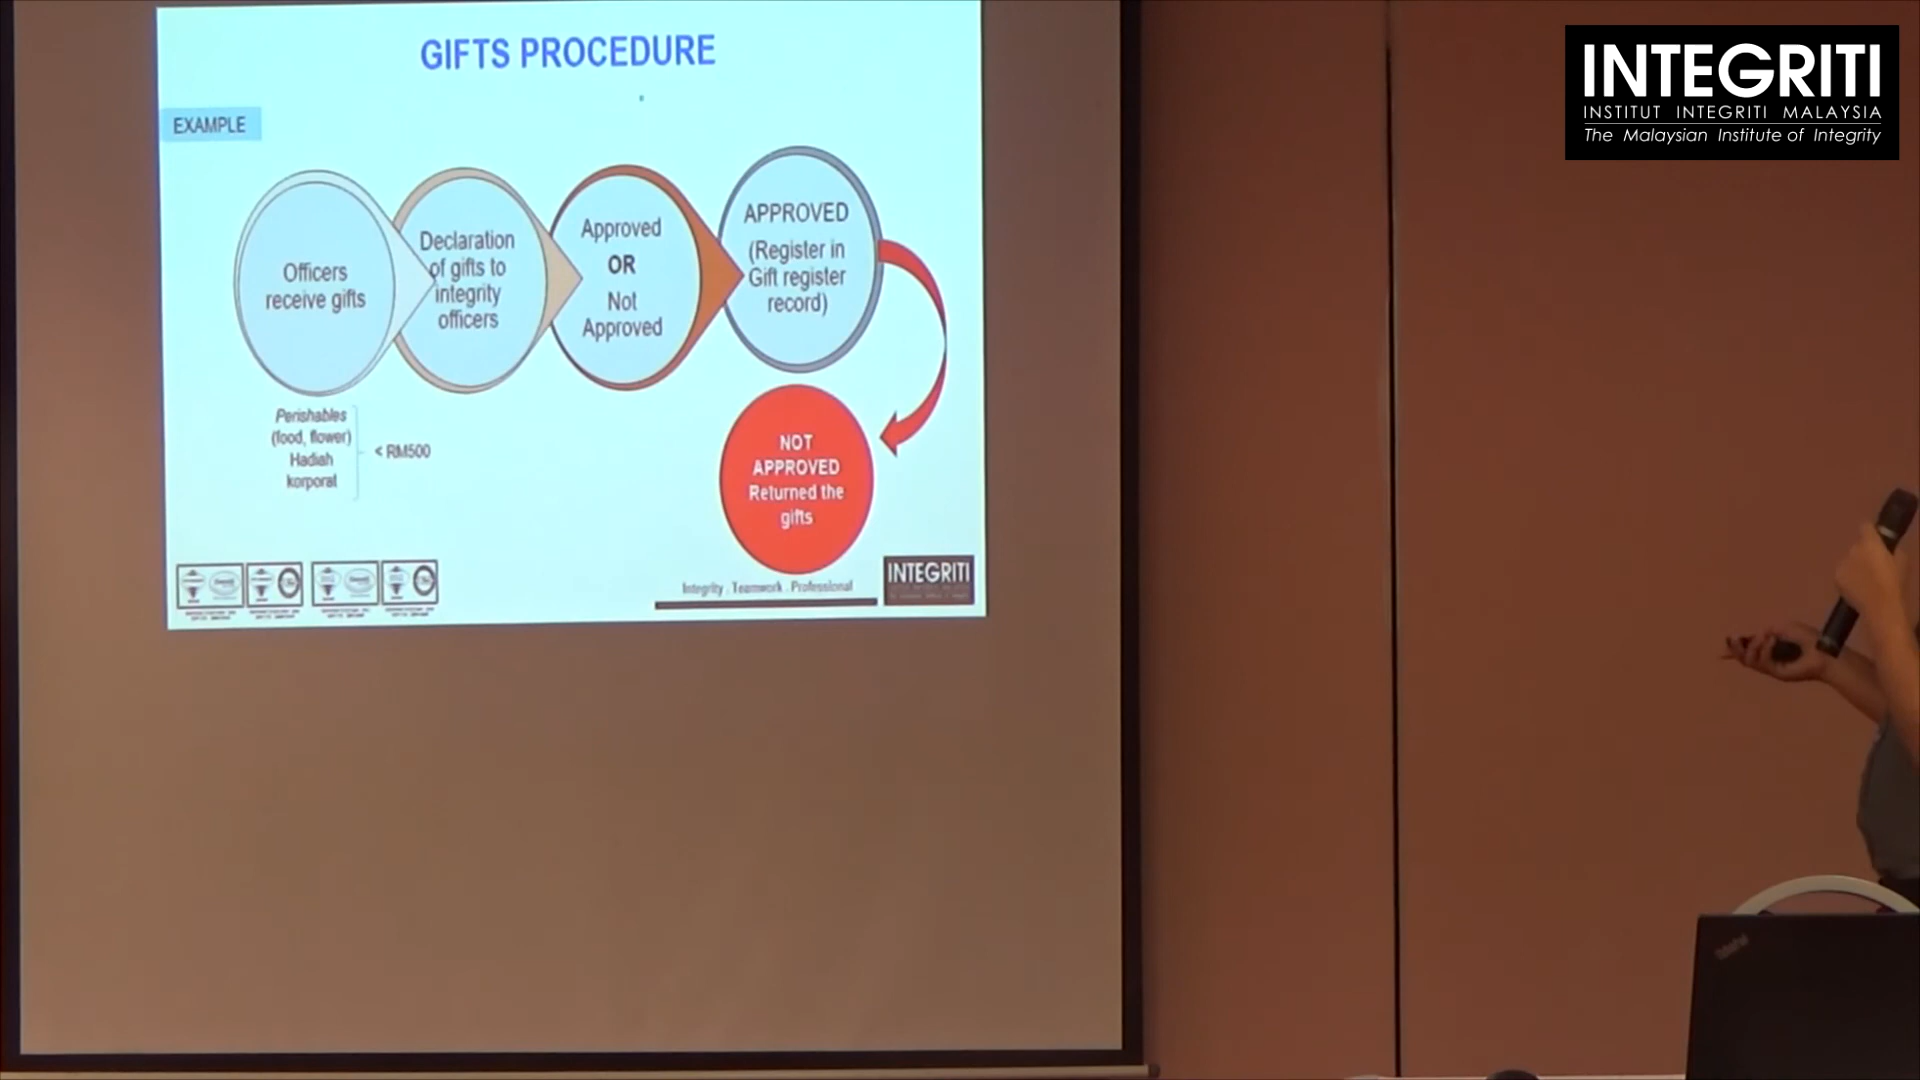 GIFTS PROCEDURE
EXAMPLE
Officers
receive gifts
Declaration
of gifts to
integrity
officers
Approved
OR
Not
Approved
APPROVED
(Register in
Gift register
record)
Perishables
(food, flower)
Hadiah
korporat
< RM500
NOT
APPROVED
Returned the
gifts
Integrity . Teamwork . Professional
INTEGRITI
INTEGRITI
INSTITUT INTEGRITI MALAYSIA
The Malaysian Institute of Integrity
ThinkPad